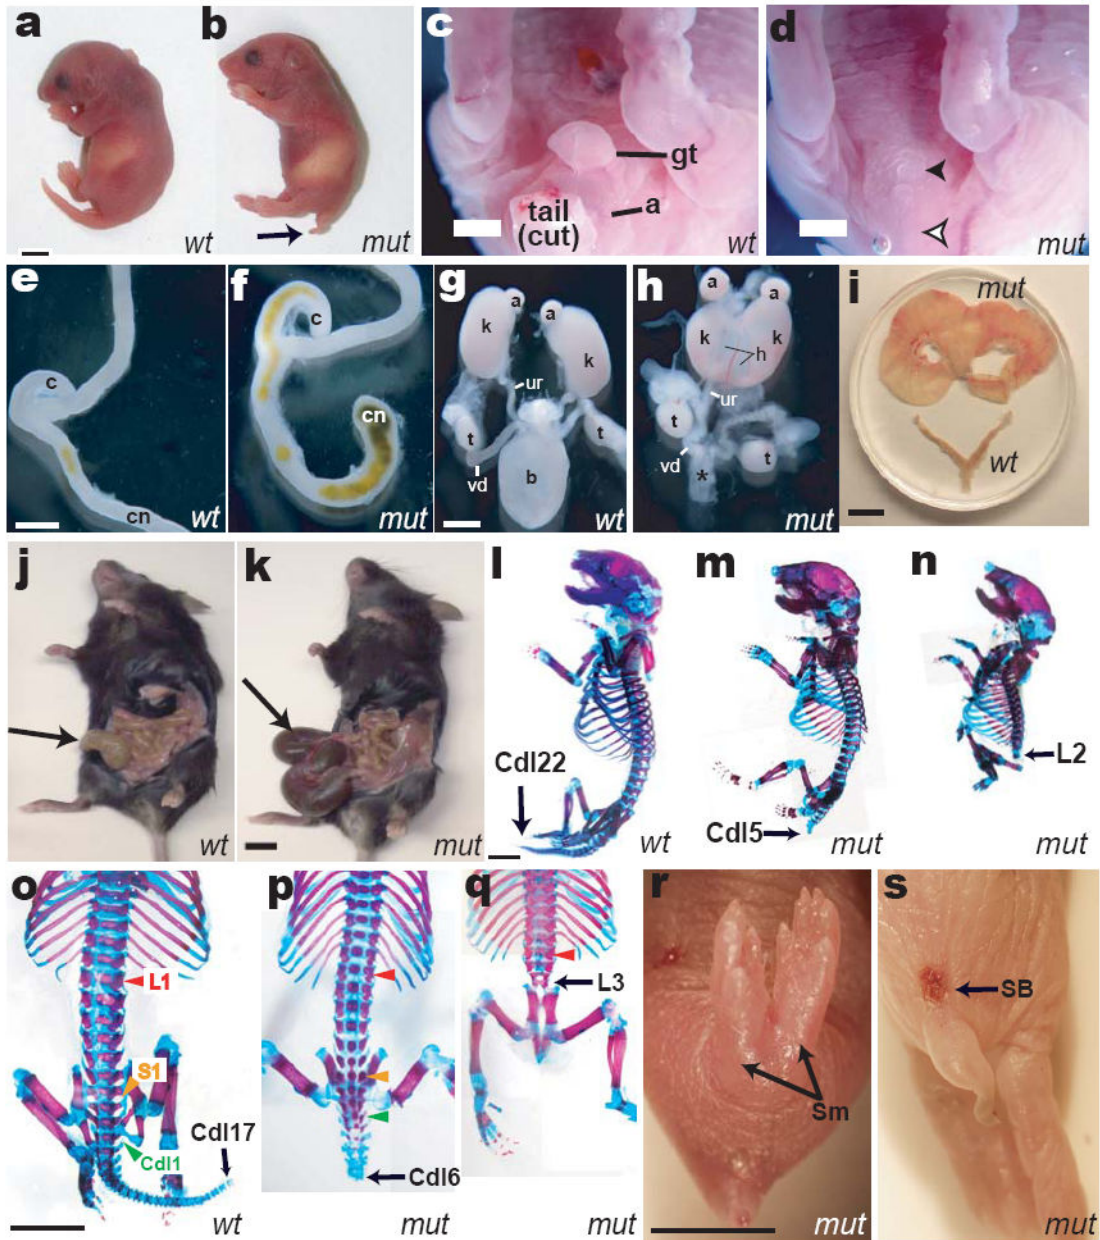 a
b
wt
mut
c
gt
a
tail
(cut)
wt
d
mut
e
c
cn
wt
f
c
cn
mut
g
a
a
k
k
ur
t
t
vd
b
wt
h
a
a
k
k
h
ur
t
vd
t
*
mut
i
mut
wt
j
wt
k
mut
l
Cdl22
wt
m
Cdl5
mut
n
L2
mut
o
L1
S1
Cdl1
Cdl17
wt
p
Cdl6
mut
q
L3
mut
r
Sm
mut
s
SB
mut